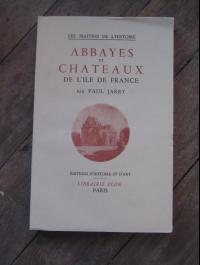 LES MAITRES DE L'HISTOIRE
ABBAYES
ET
CHATEAUX
DE L'ILE DE FRANCE
PAR PAUL JARRY
EDITIONS D'HISTOIRE ET D'ART
LIBRAIRIE PLON
PARIS